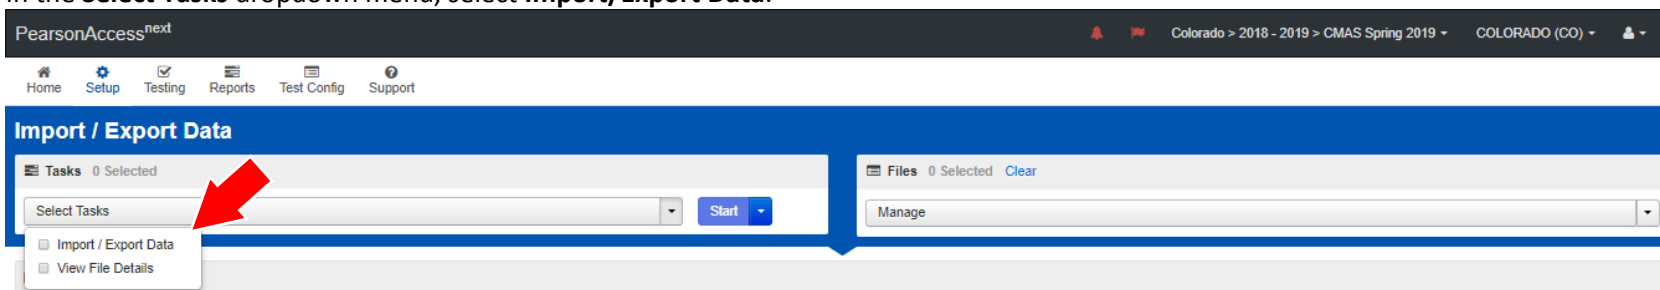 In the Select Tasks dropdown menu, select Import/Export Data.
PearsonAccessnext
Colorado > 2018 - 2019 > CMAS Spring 2019
COLORADO (CO)
Home Setup Testing Reports Test Config Support
Import / Export Data
Tasks 0 Selected
Files 0 Selected Clear
Select Tasks
Start
Manage
Import / Export Data
View File Details